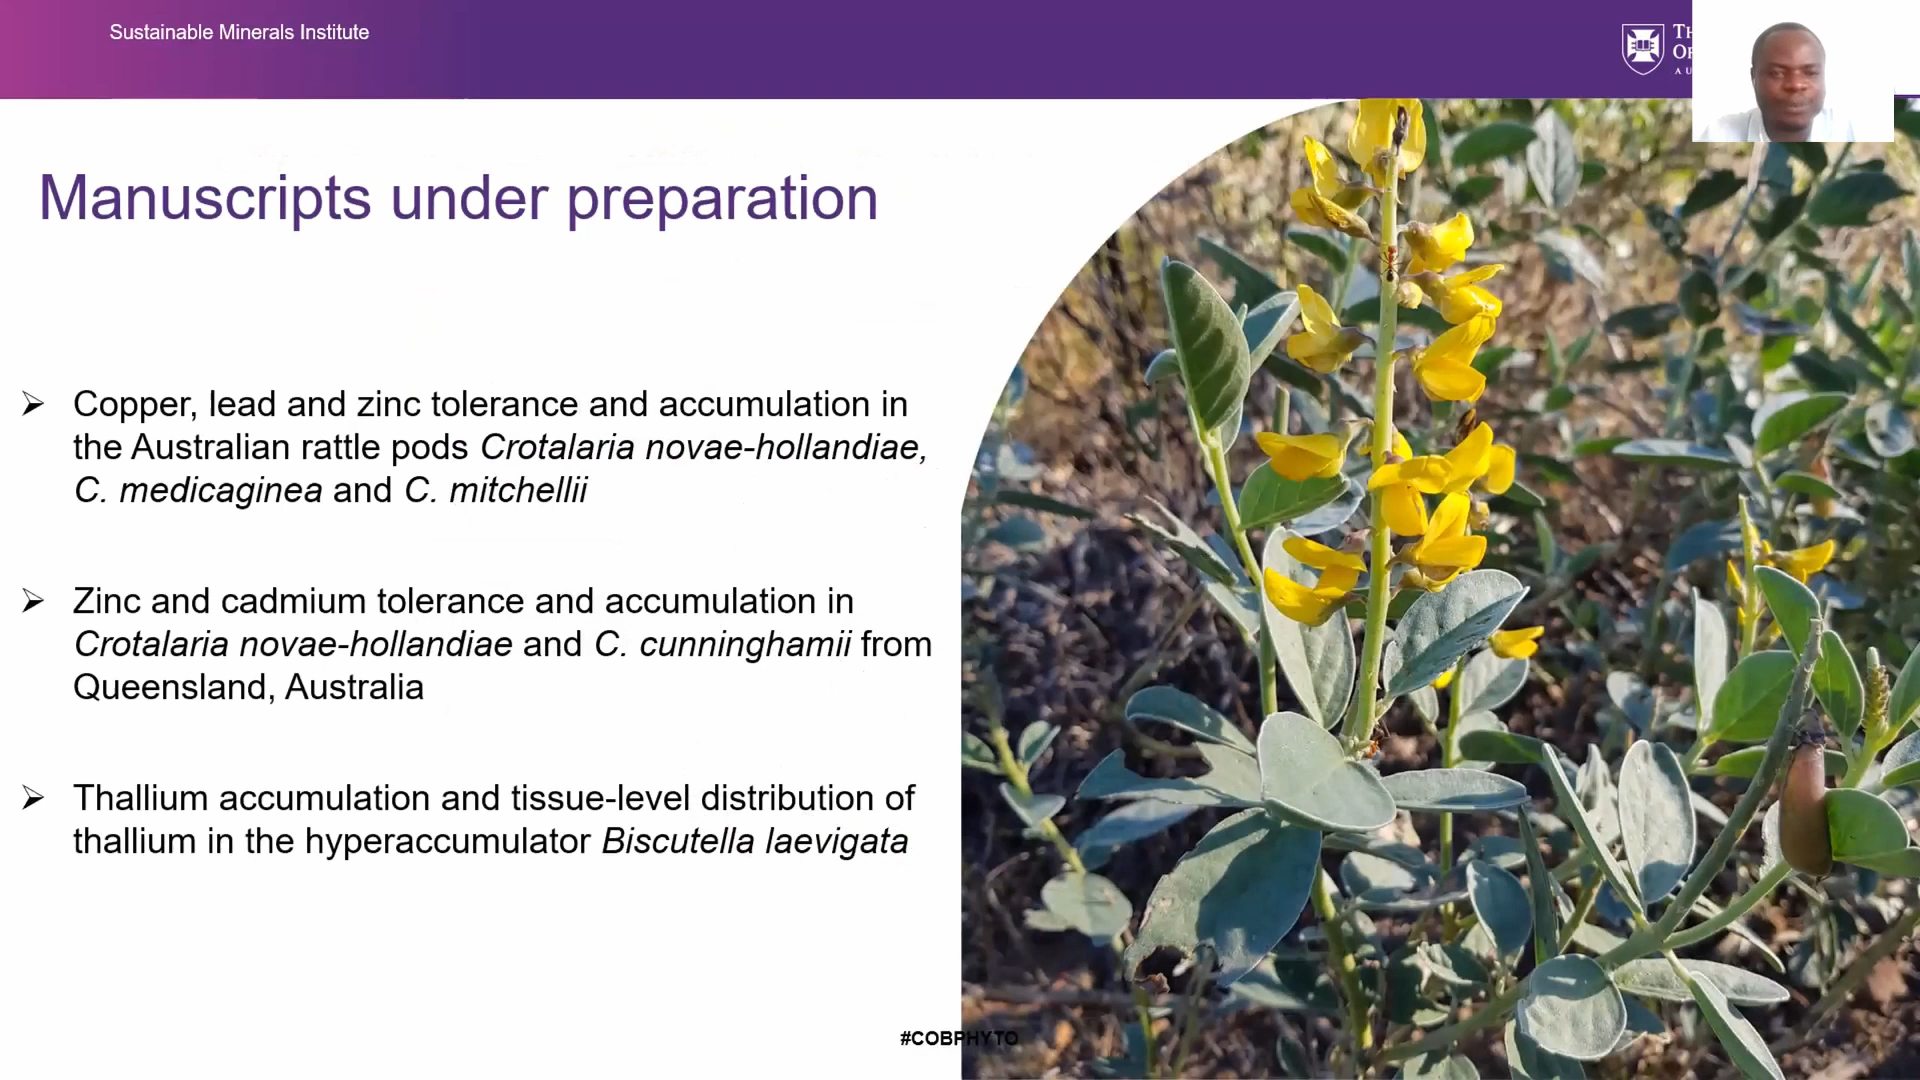 Sustainable Minerals Institute
Manuscripts under preparation
Copper, lead and zinc tolerance and accumulation in
the Australian rattle pods Crotalaria novae-hollandiae,
C. medicaginea and C. mitchellii
Zinc and cadmium tolerance and accumulation in
Crotalaria novae-hollandiae and C. cunninghamii from
Queensland, Australia
Thallium accumulation and tissue-level distribution of
thallium in the hyperaccumulator Biscutella laevigata
#COBPHYTO